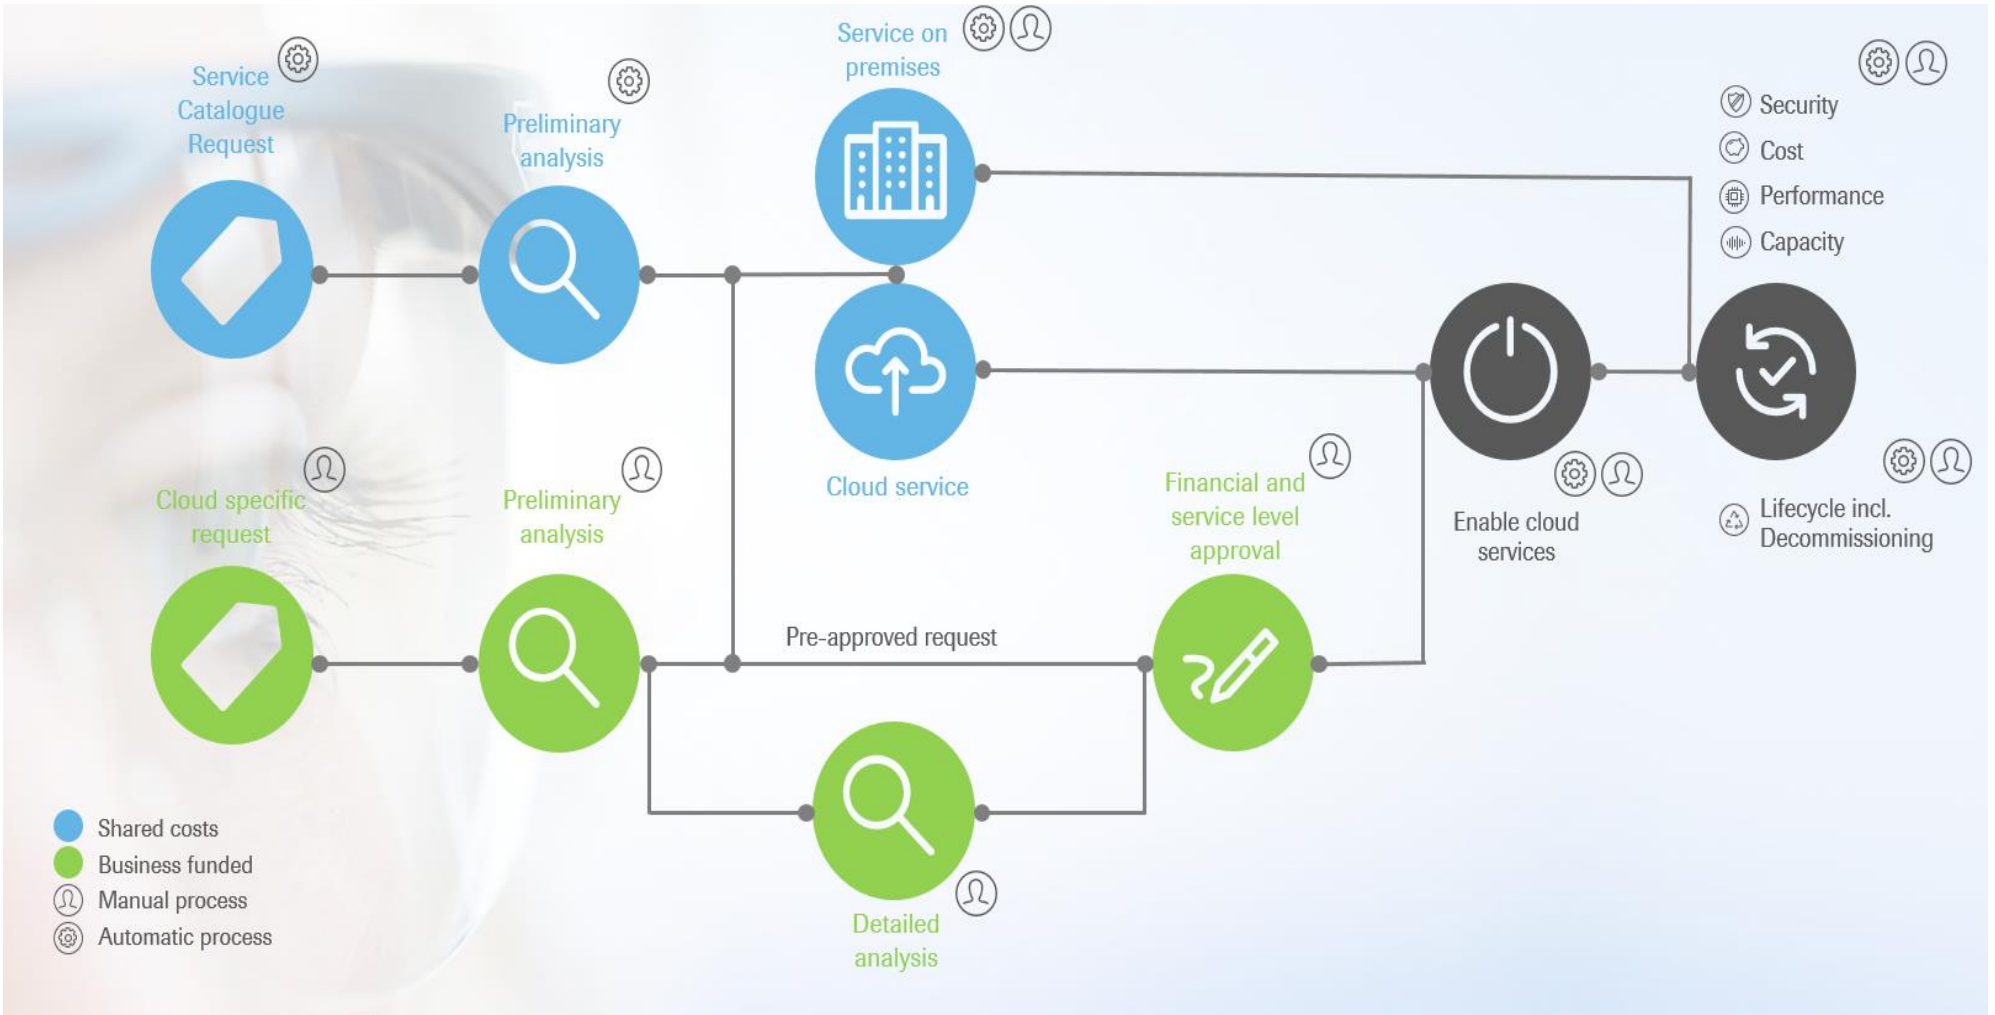 Service
Catalogue
Request
Preliminary
analysis
Service on
premises
Security
Cost
Performance
Capacity
Cloud specific
request
Preliminary
analysis
Cloud service
Financial and
service level
approval
Enable cloud
services
Lifecycle incl.
Decommissioning
Pre-approved request
Detailed
analysis
Shared costs
Business funded
Manual process
Automatic process